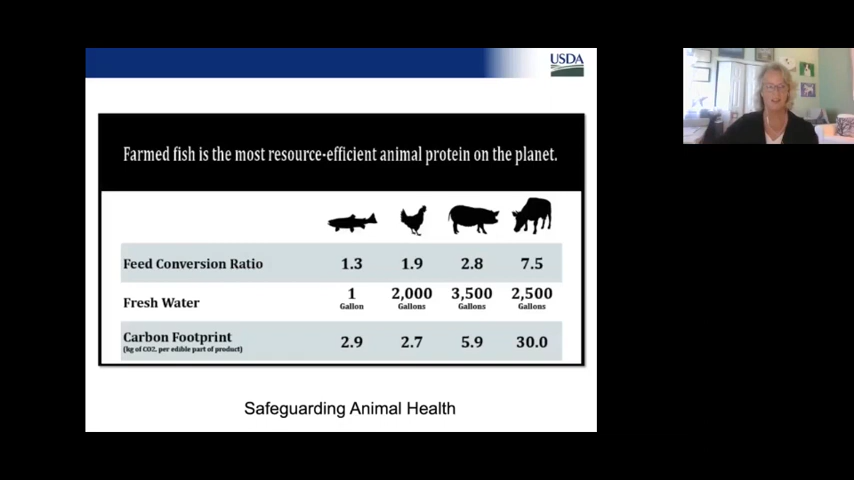 USDA
Farmed fish is the most resource-efficient animal protein on the planet.
Feed Conversion Ratio 1.3 1.9 2.8 7.5
Fresh Water 1 2,000 3,500 2,500
Gallon Gallons Gallons Gallons
Carbon Footprint 2.9 2.7 5.9 30.0
(kg of CO2, per edible part of product)
Safeguarding Animal Health